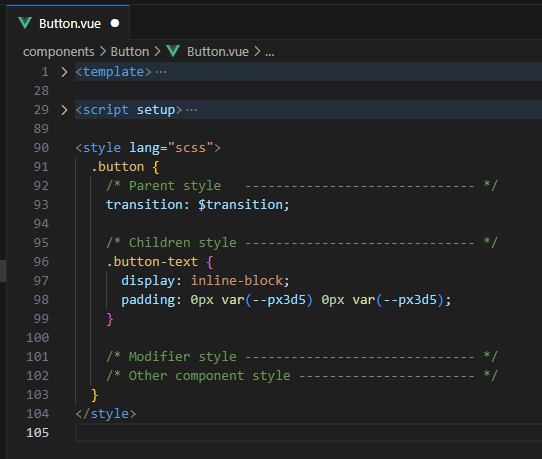 Button.vue
components > Button > Button.vue > ...
1 > <template>...
28
29 > <script setup>...
89
90 <style lang="scss">
91 .button {
92 /* Parent style ------------------------------ */
93 transition: $transition;
94
95 /* Children style ------------------------------ */
96 .button-text {
97 display: inline-block;
98 padding: 0px var(--px3d5) 0px var(--px3d5);
99 }
100
101 /* Modifier style ------------------------------ */
102 /* Other component style ----------------------- */
103 }
104 </style>
105